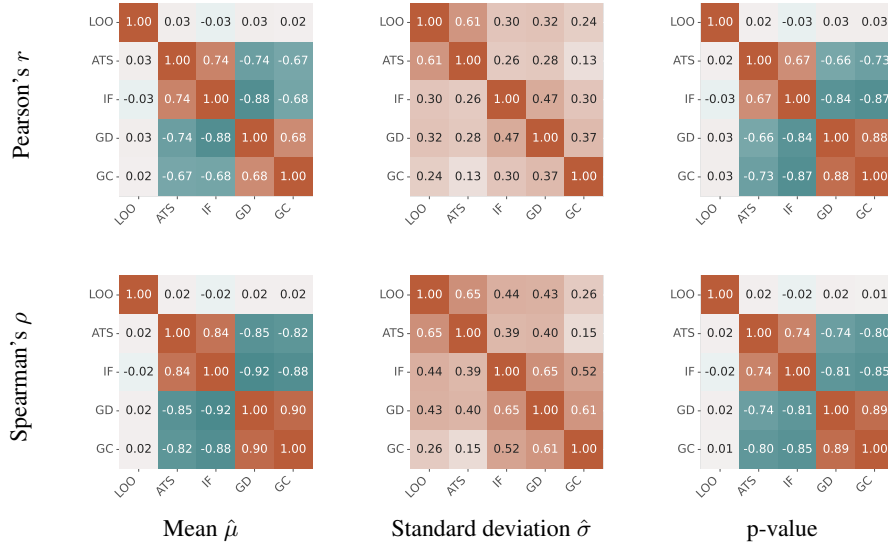 LOO 1.00 0.03 -0.03 0.03 0.02
ATS 0.03 1.00 0.74 -0.74 -0.67
IF -0.03 0.74 1.00 -0.88 -0.68
GD 0.03 -0.74 -0.88 1.00 0.68
GC 0.02 -0.67 -0.68 0.68 1.00
LOO ATS IF GD GC
LOO 1.00 0.61 0.30 0.32 0.24
ATS 0.61 1.00 0.26 0.28 0.13
IF 0.30 0.26 1.00 0.47 0.30
GD 0.32 0.28 0.47 1.00 0.37
GC 0.24 0.13 0.30 0.37 1.00
LOO ATS IF GD GC
LOO 1.00 0.02 -0.03 0.03 0.03
ATS 0.02 1.00 0.67 -0.66 -0.73
IF -0.03 0.67 1.00 -0.84 -0.87
GD 0.03 -0.66 -0.84 1.00 0.88
GC 0.03 -0.73 -0.87 0.88 1.00
LOO ATS IF GD GC
Pearson's r
LOO 1.00 0.02 -0.02 0.02 0.02
ATS 0.02 1.00 0.84 -0.85 -0.82
IF -0.02 0.84 1.00 -0.92 -0.88
GD 0.02 -0.85 -0.92 1.00 0.90
GC 0.02 -0.82 -0.88 0.90 1.00
LOO ATS IF GD GC
LOO 1.00 0.65 0.44 0.43 0.26
ATS 0.65 1.00 0.39 0.40 0.15
IF 0.44 0.39 1.00 0.65 0.52
GD 0.43 0.40 0.65 1.00 0.61
GC 0.26 0.15 0.52 0.61 1.00
LOO ATS IF GD GC
LOO 1.00 0.02 -0.02 0.02 0.01
ATS 0.02 1.00 0.74 -0.74 -0.80
IF -0.02 0.74 1.00 -0.81 -0.85
GD 0.02 -0.74 -0.81 1.00 0.89
GC 0.01 -0.80 -0.85 0.89 1.00
LOO ATS IF GD GC
Spearman's ρ
Mean μ̂
Standard deviation σ̂
p-value